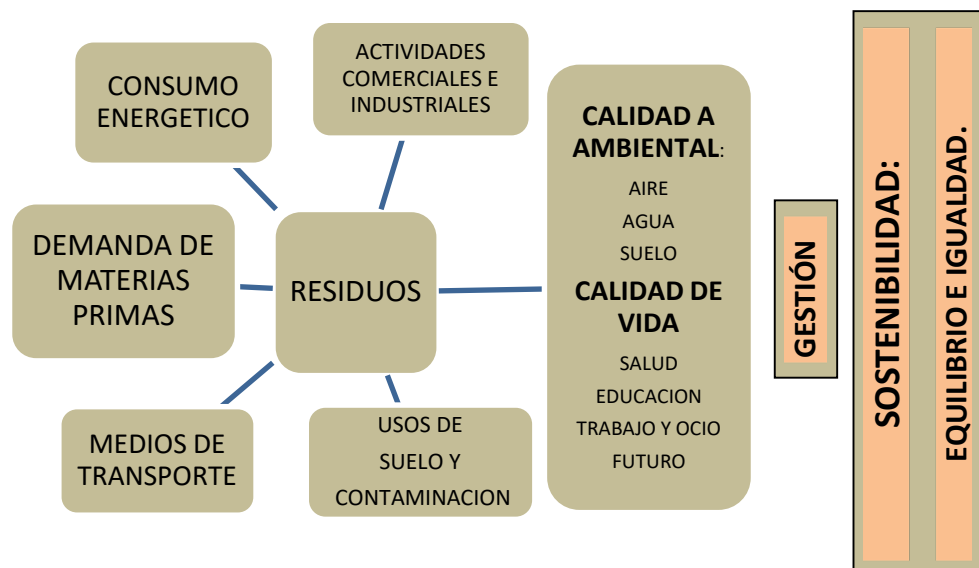 CONSUMO
ENERGETICO
ACTIVIDADES
COMERCIALES E
INDUSTRIALES
DEMANDA DE
MATERIAS
PRIMAS
RESIDUOS
MEDIOS DE
TRANSPORTE
USOS DE
SUELO Y
CONTAMINACION
CALIDAD A
AMBIENTAL:
AIRE
AGUA
SUELO
CALIDAD DE
VIDA
SALUD
EDUCACION
TRABAJO Y OCIO
FUTURO
GESTIÓN
SOSTENIBILIDAD:
EQUILIBRIO E IGUALDAD.